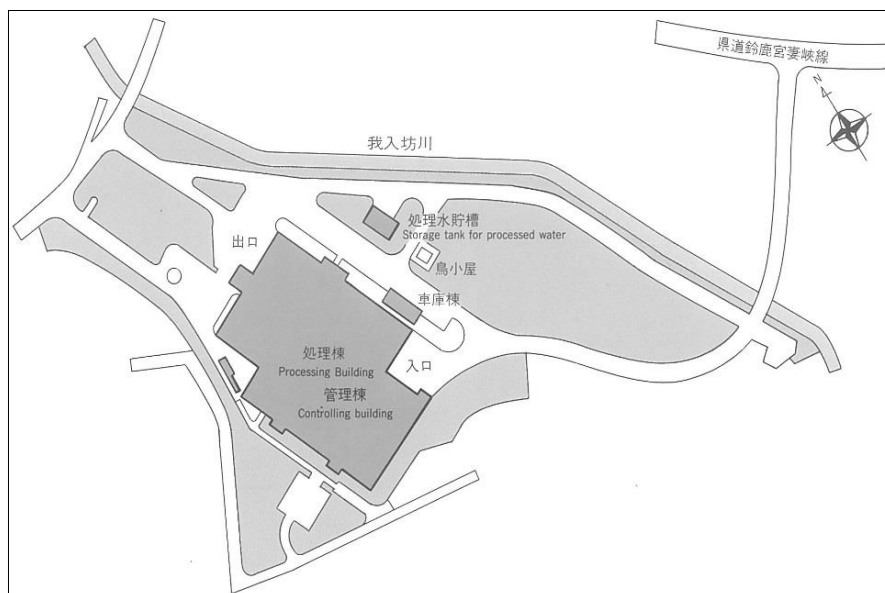 県道鈴鹿宮妻峡線
N
我入坊川
処理水貯槽
Storage tank for processed water
出口
鳥小屋
車庫棟
処理棟
Processing Building
入口
管理棟
Controlling building